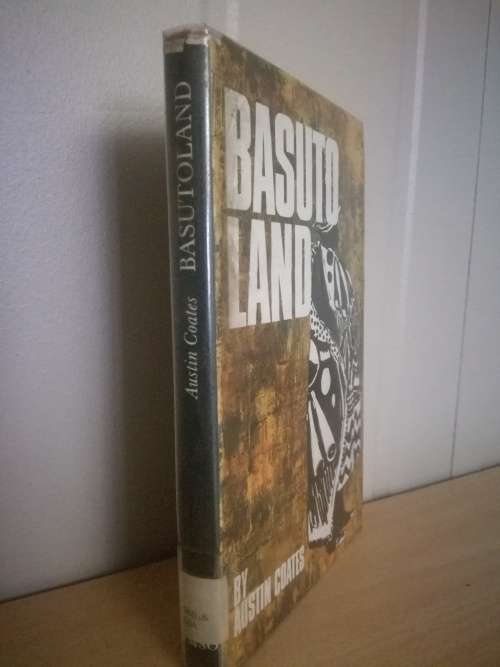 BASUTOLAND
Austin Coates
BASUTO
LAND
BY
AUSTIN COATES